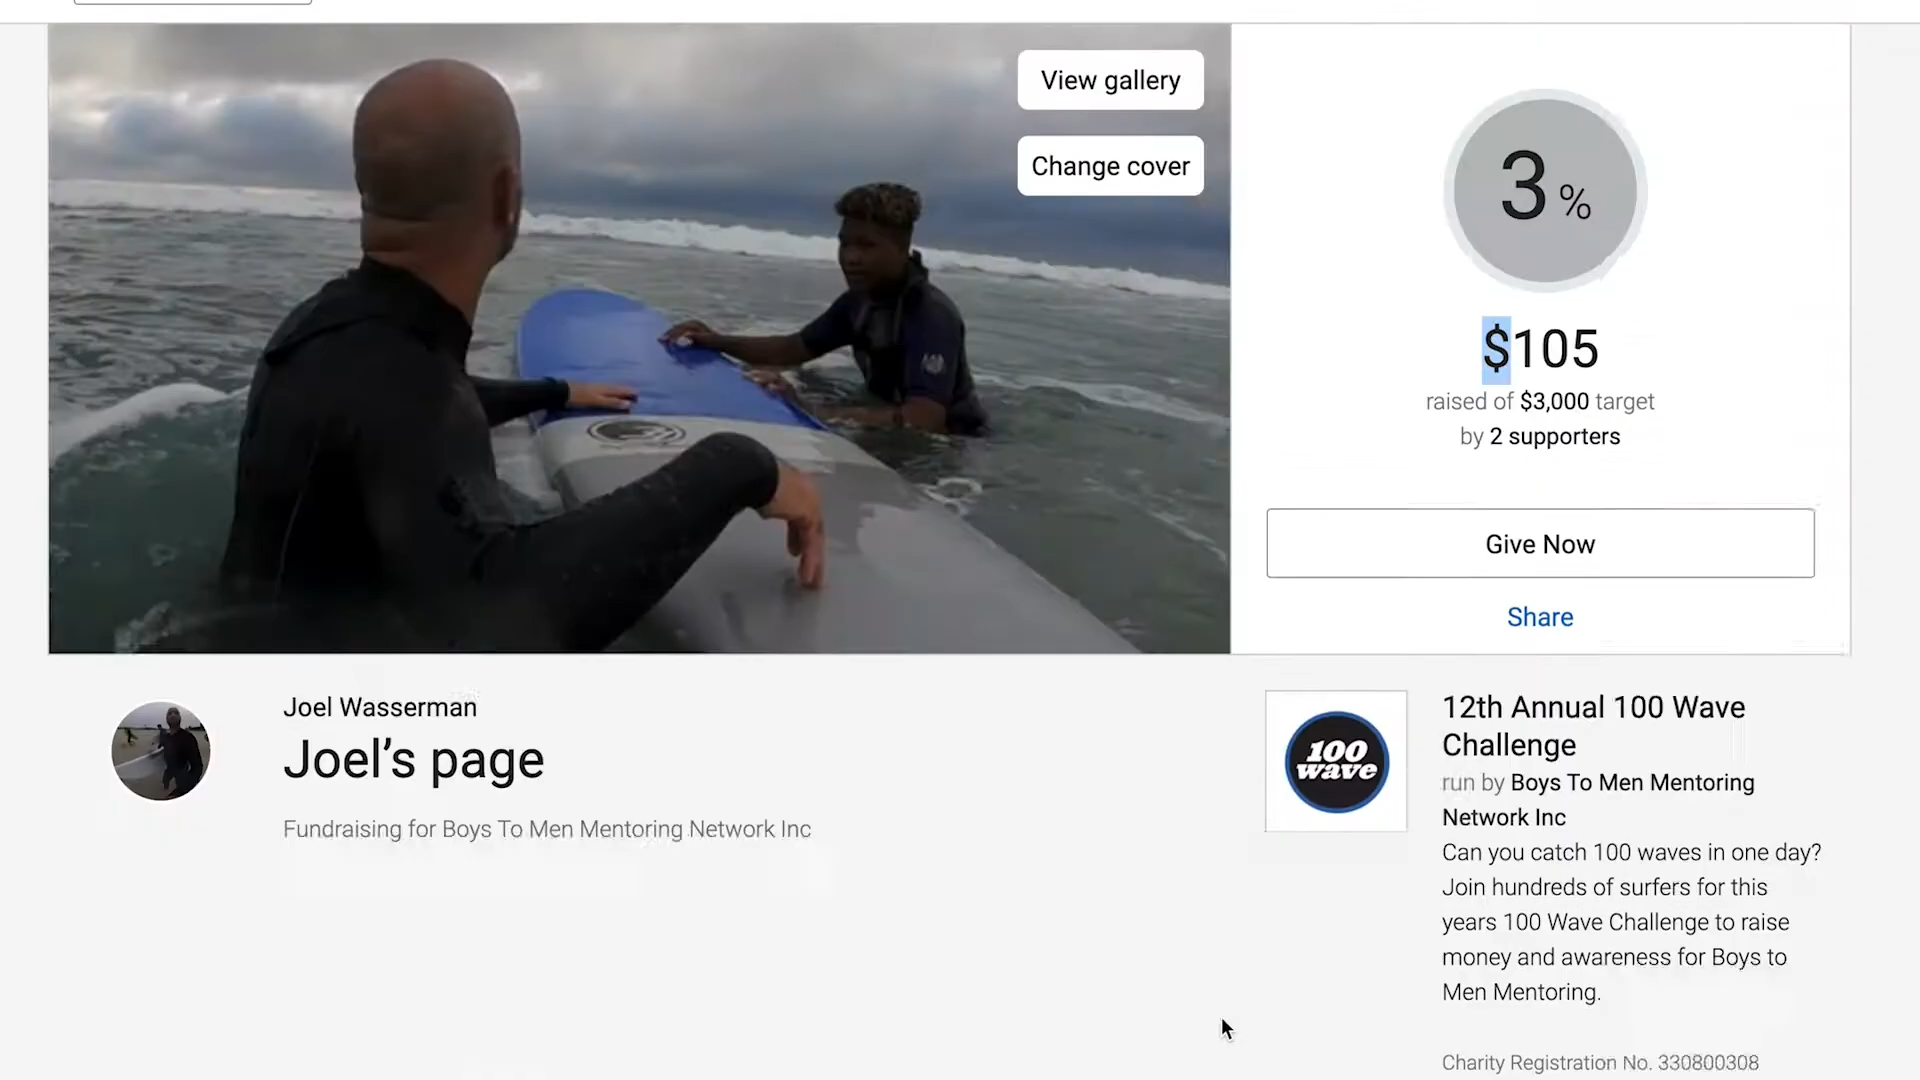 View gallery
Change cover
3 %
$105
raised of $3,000 target
by 2 supporters
Give Now
Share
Joel Wasserman
Joel’s page
Fundraising for Boys To Men Mentoring Network Inc
100
wave
12th Annual 100 Wave
Challenge
run by Boys To Men Mentoring
Network Inc
Can you catch 100 waves in one day?
Join hundreds of surfers for this
years 100 Wave Challenge to raise
money and awareness for Boys to
Men Mentoring.
Charity Registration No. 330800308